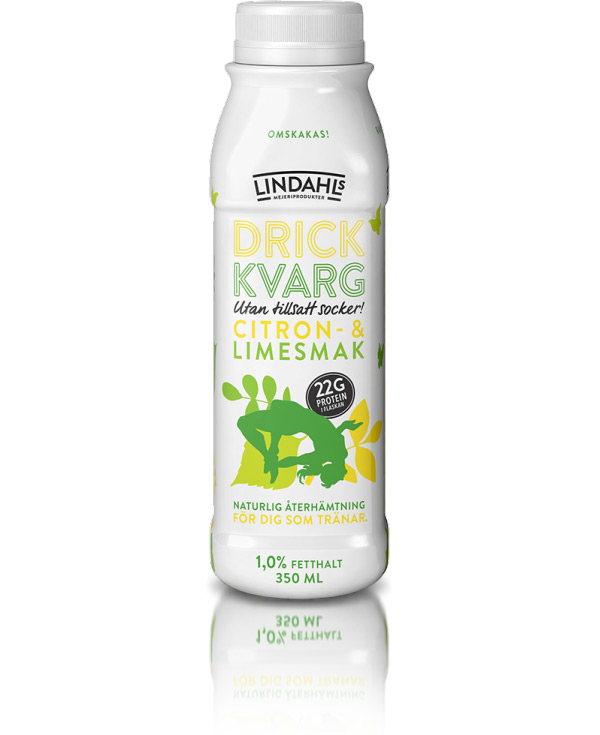 OMSKAKAS!
LINDAHLS
MEJERIPRODUKTER
DRICK
KVARG
Utan tillsatt socker!
CITRON- &
LIMESMAK
22G
PROTEIN
I FLASKAN
NATURLIG ÅTERHÄMTNING
FÖR DIG SOM TRÄNAR.
1,0% FETTHALT
350 ML